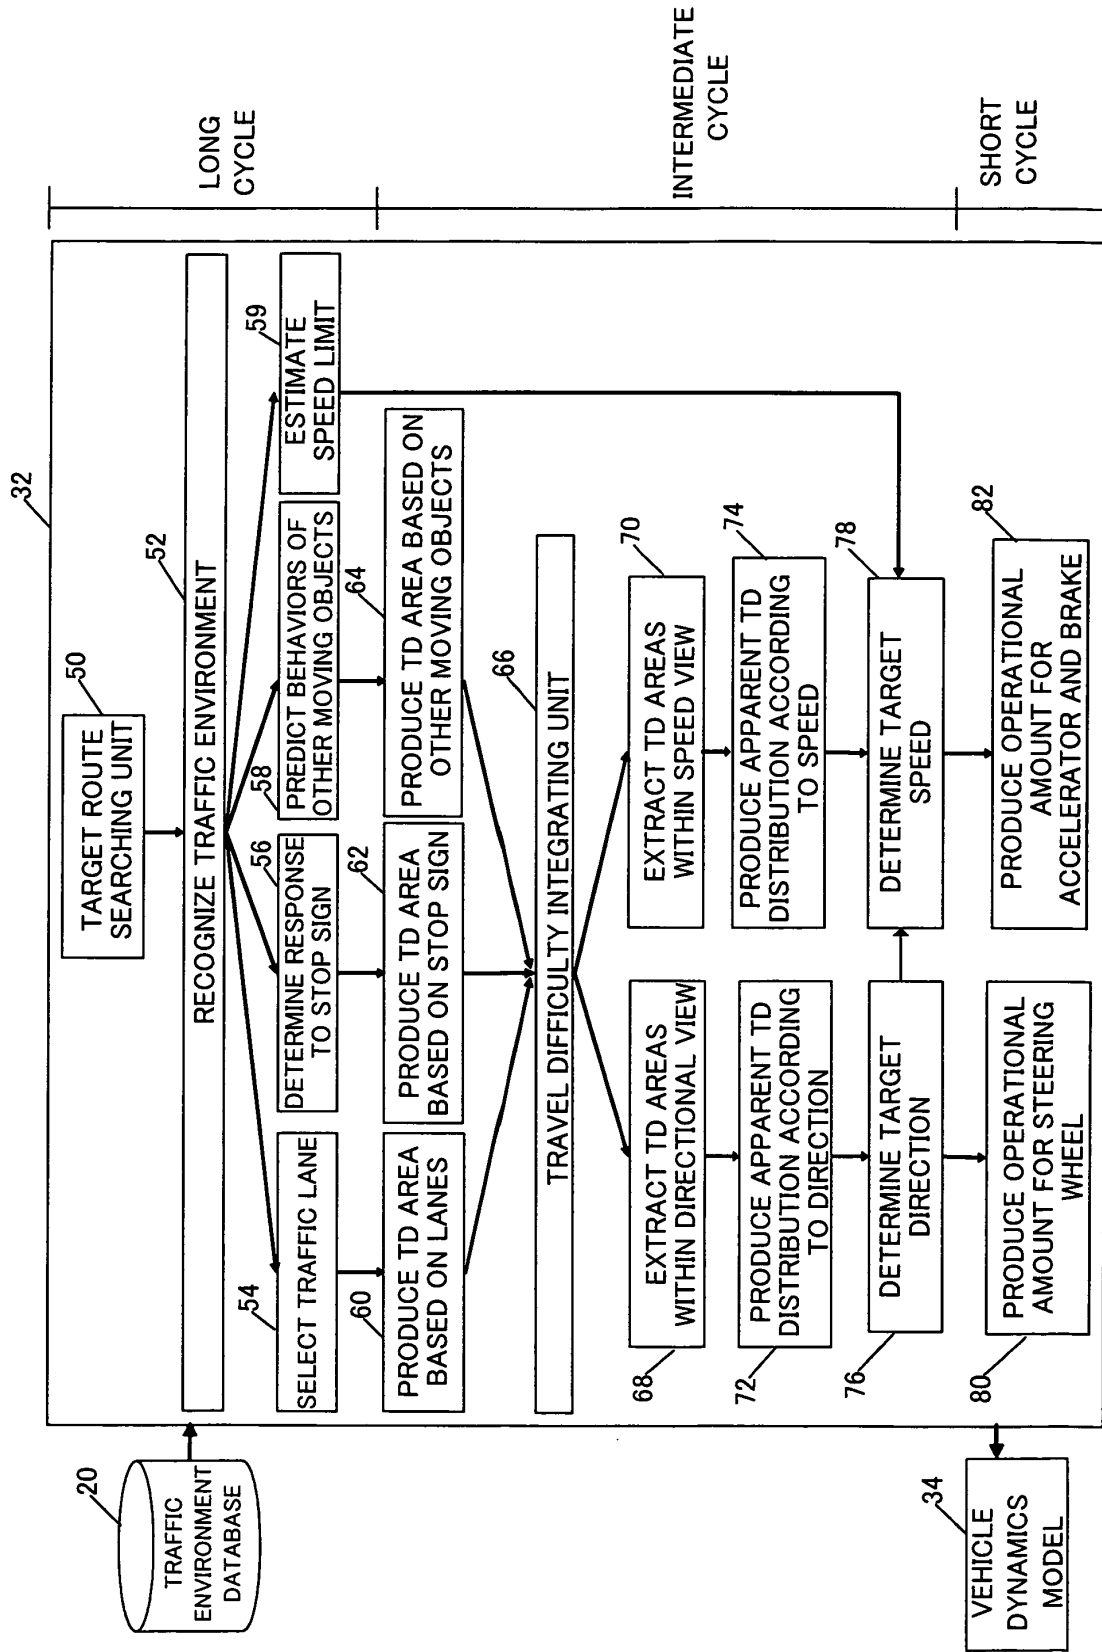 32
50
TARGET ROUTE
SEARCHING UNIT
20
TRAFFIC
ENVIRONMENT
DATABASE
52
RECOGNIZE TRAFFIC ENVIRONMENT
LONG
CYCLE
54
SELECT TRAFFIC LANE
56
DETERMINE RESPONSE
TO STOP SIGN
58
PREDICT BEHAVIORS OF
OTHER MOVING OBJECTS
59
ESTIMATE
SPEED LIMIT
60
PRODUCE TD AREA
BASED ON LANES
62
PRODUCE TD AREA
BASED ON STOP SIGN
64
PRODUCE TD AREA BASED ON
OTHER MOVING OBJECTS
66
TRAVEL DIFFICULTY INTEGRATING UNIT
INTERMEDIATE
CYCLE
68
EXTRACT TD AREAS
WITHIN DIRECTIONAL VIEW
70
EXTRACT TD AREAS
WITHIN SPEED VIEW
72
PRODUCE APPARENT TD
DISTRIBUTION ACCORDING
TO DIRECTION
74
PRODUCE APPARENT TD
DISTRIBUTION ACCORDING
TO SPEED
76
DETERMINE TARGET
DIRECTION
78
DETERMINE TARGET
SPEED
80
PRODUCE OPERATIONAL
AMOUNT FOR STEERING
WHEEL
82
PRODUCE OPERATIONAL
AMOUNT FOR
ACCELERATOR AND BRAKE
SHORT
CYCLE
34
VEHICLE
DYNAMICS
MODEL